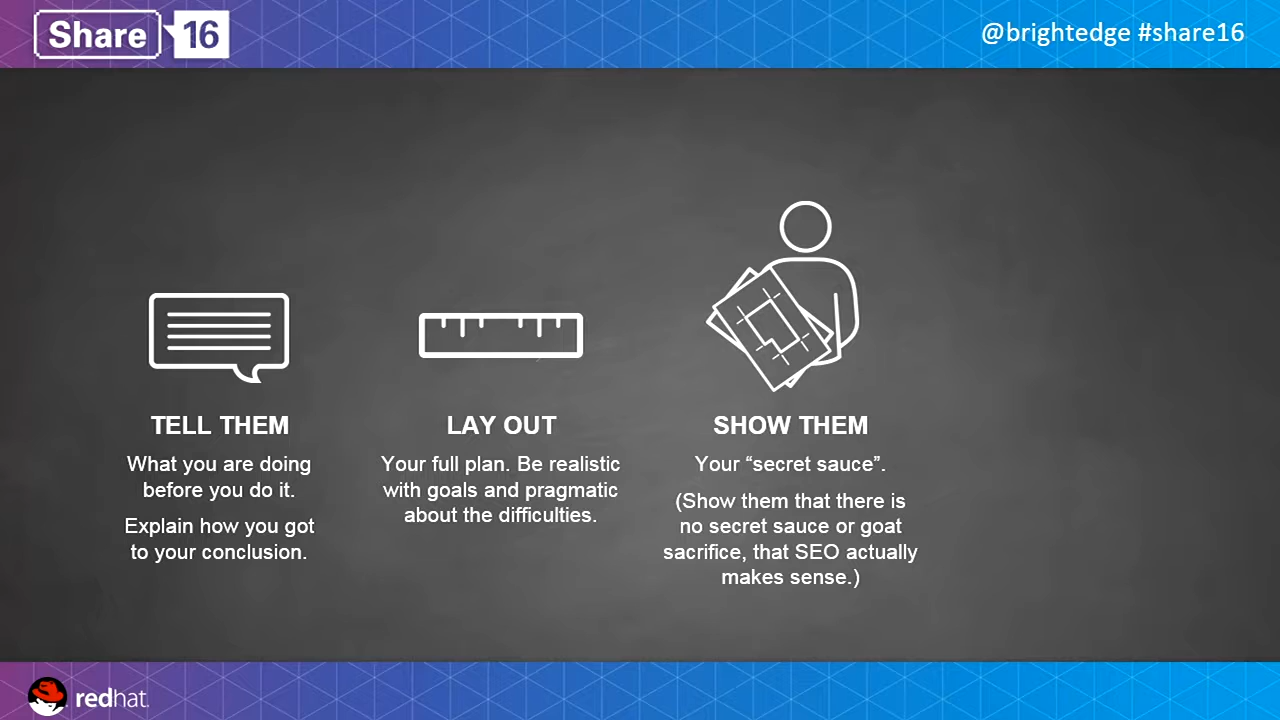 Share 16
@brightedge #share16
TELL THEM
What you are doing
before you do it.
Explain how you got
to your conclusion.
LAY OUT
Your full plan. Be realistic
with goals and pragmatic
about the difficulties.
SHOW THEM
Your “secret sauce”.
(Show them that there is
no secret sauce or goat
sacrifice, that SEO actually
makes sense.)
redhat.